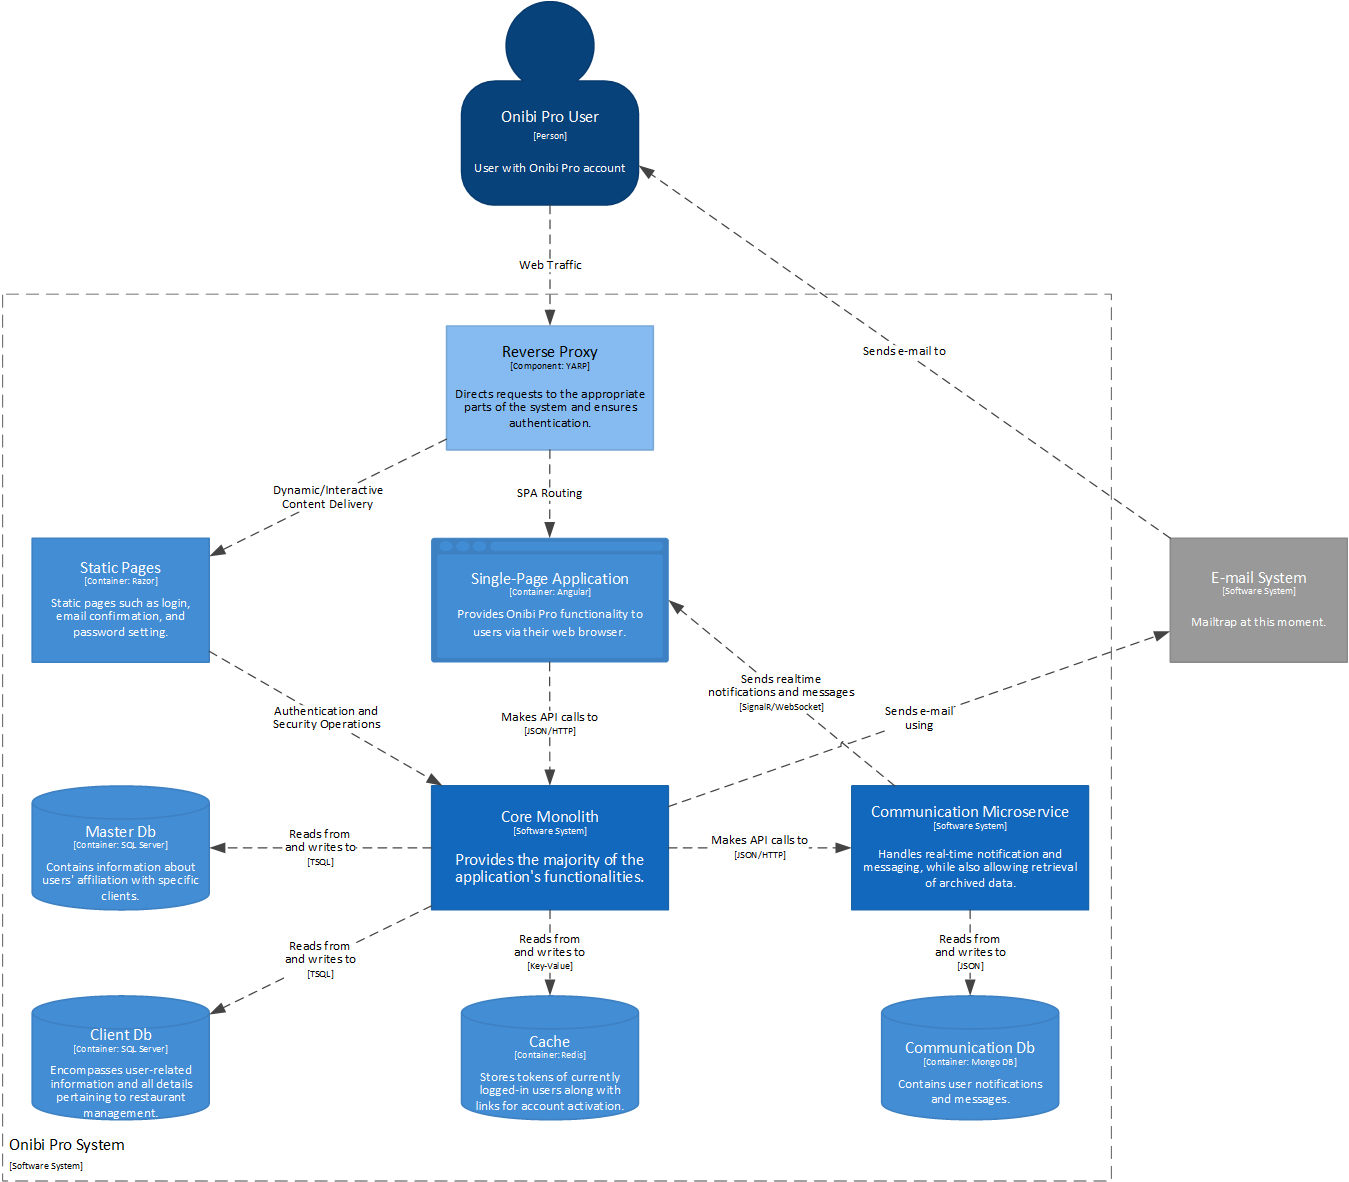 Onibi Pro User
[Person]
User with Onibi Pro account
Web Traffic
Sends e-mail to
Reverse Proxy
[Component: YARP]
Directs requests to the appropriate
parts of the system and ensures
authentication.
Dynamic/Interactive
Content Delivery
SPA Routing
Static Pages
[Container: Razor]
Static pages such as login,
email confirmation, and
password setting.
Single-Page Application
[Container: Angular]
Provides Onibi Pro functionality to
users via their web browser.
E-mail System
[Software System]
Mailtrap at this moment.
Authentication and
Security Operations
Makes API calls to
[JSON/HTTP]
Sends realtime
notifications and messages
[SignalR/WebSocket]
Sends e-mail
using
Master Db
[Container: SQL Server]
Contains information about
users' affiliation with specific
clients.
Reads from
and writes to
[TSQL]
Core Monolith
[Software System]
Provides the majority of the
application's functionalities.
Makes API calls to
[JSON/HTTP]
Communication Microservice
[Software System]
Handles real-time notification and
messaging, while also allowing retrieval
of archived data.
Reads from
and writes to
[TSQL]
Reads from
and writes to
[Key-Value]
Reads from
and writes to
[JSON]
Client Db
[Container: SQL Server]
Encompasses user-related
information and all details
pertaining to restaurant
management.
Cache
[Container: Redis]
Stores tokens of currently
logged-in users along with
links for account activation.
Communication Db
[Container: Mongo DB]
Contains user notifications
and messages.
Onibi Pro System
[Software System]